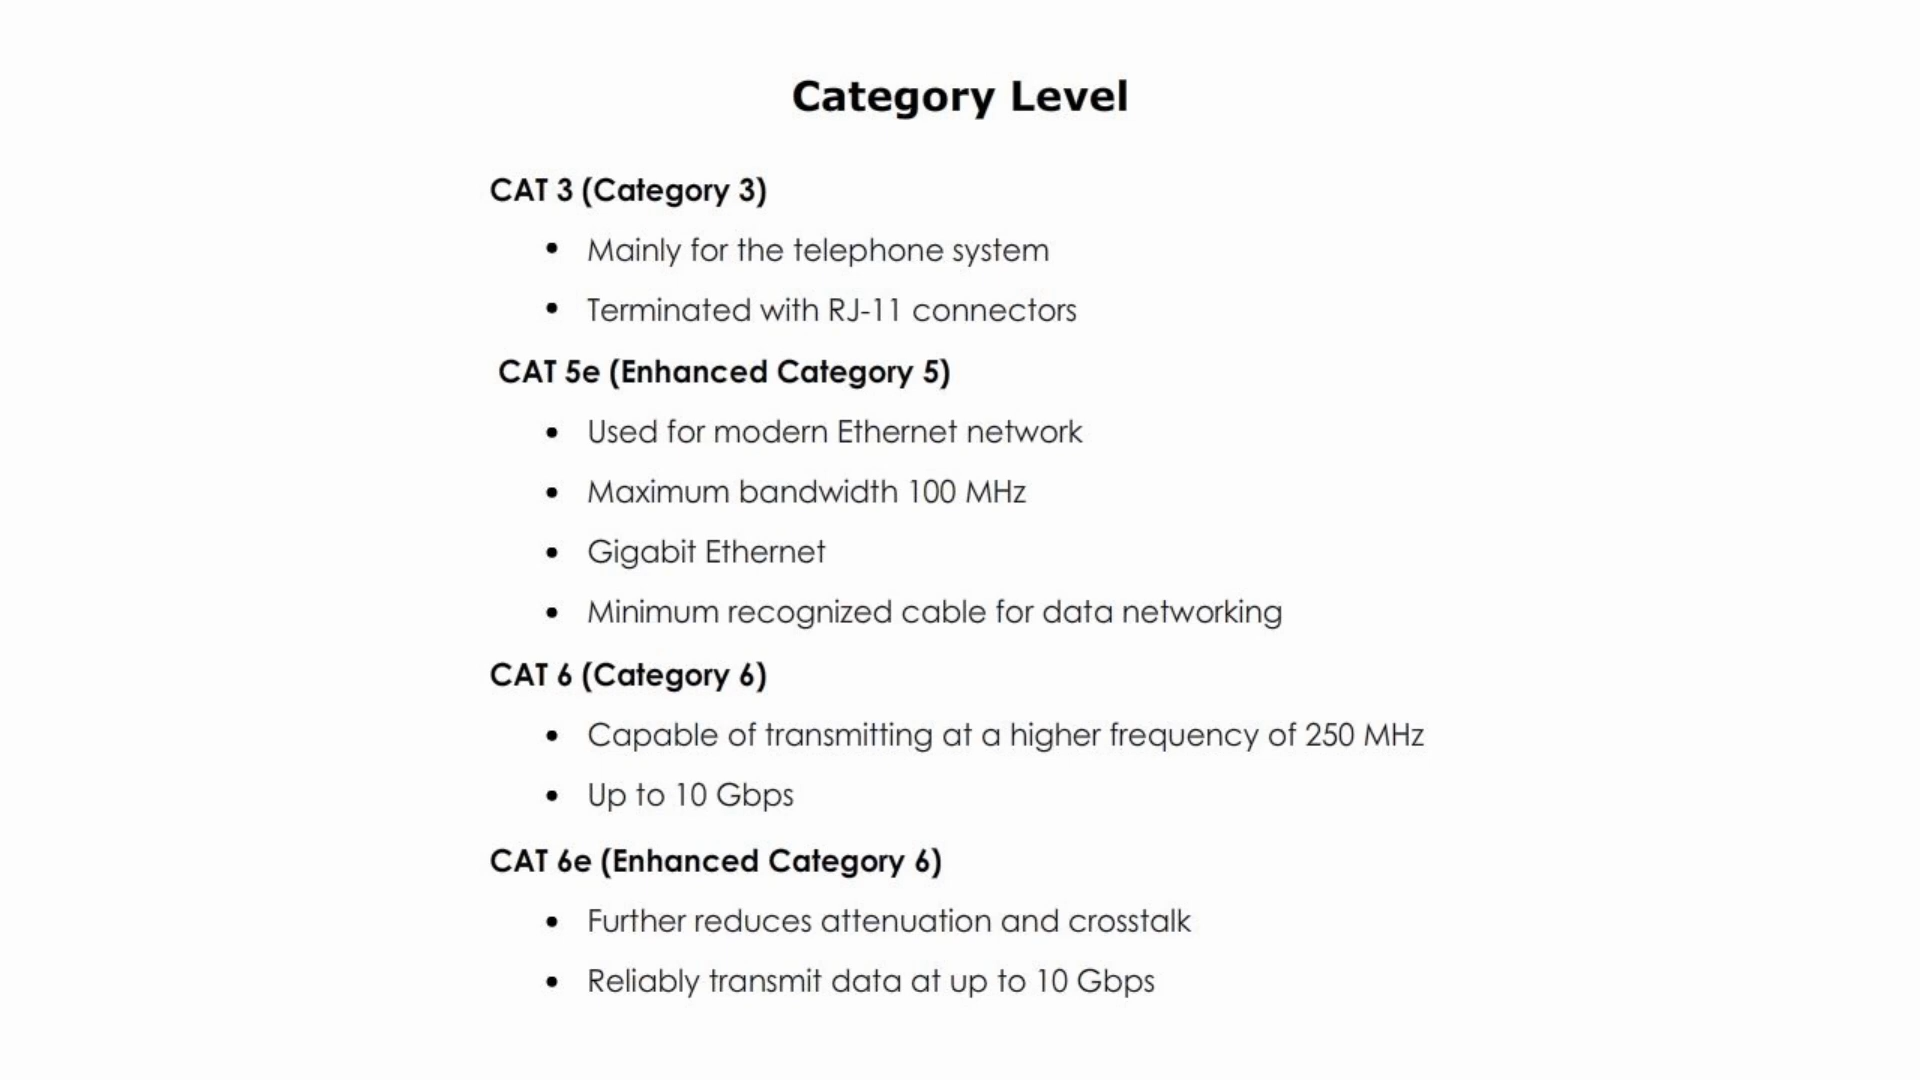 Category Level
CAT 3 (Category 3)
• Mainly for the telephone system
• Terminated with RJ-11 connectors
CAT 5e (Enhanced Category 5)
• Used for modern Ethernet network
• Maximum bandwidth 100 MHz
• Gigabit Ethernet
• Minimum recognized cable for data networking
CAT 6 (Category 6)
• Capable of transmitting at a higher frequency of 250 MHz
• Up to 10 Gbps
CAT 6e (Enhanced Category 6)
• Further reduces attenuation and crosstalk
• Reliably transmit data at up to 10 Gbps